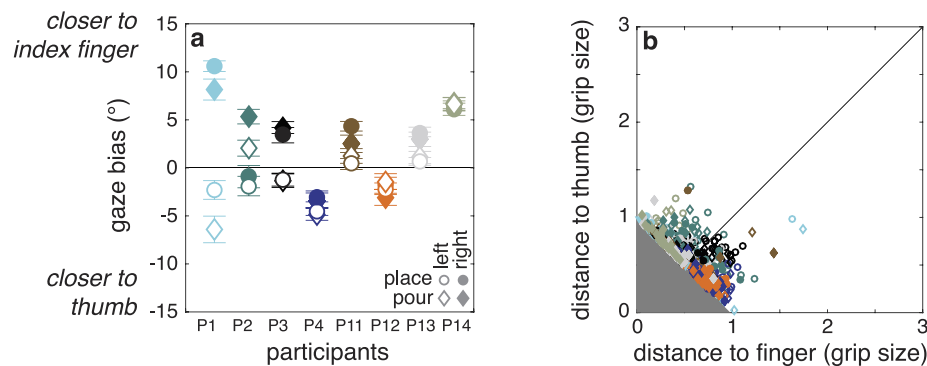 closer to
index finger
a
15
10
5
0
-5
-10
-15
gaze bias (°)
closer to
thumb
left
right
place
pour
P1 P2 P3 P4 P11 P12 P13 P14
participants
b
3
2
1
0
distance to thumb (grip size)
0 1 2 3
distance to finger (grip size)